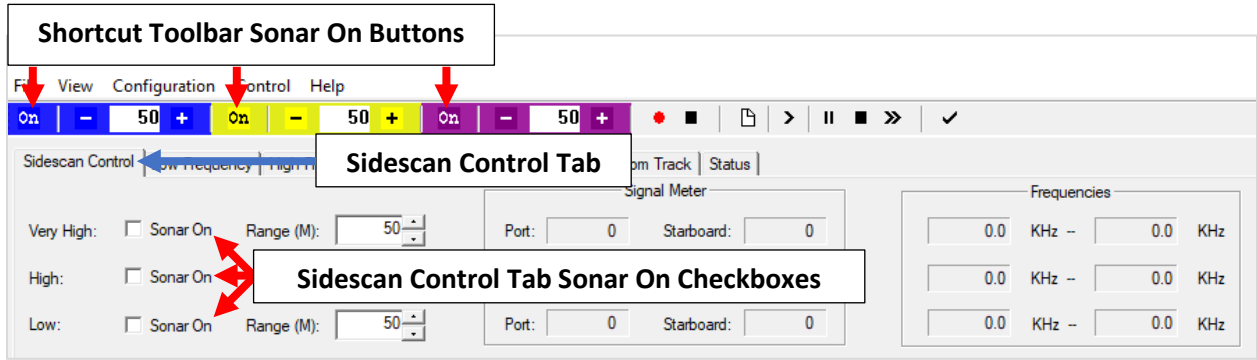 Shortcut Toolbar Sonar On Buttons
View Configuration Control Help
On - 50 + On - 50 + On - 50 +
Sidescan Control Frequency Sidescan Control Tab Track Status
Signal Meter Frequencies
Very High: Sonar On Range (M): 50 Port: 0 Starboard: 0 0.0 KHz -- 0.0 KHz
High: Sonar On Sidescan Control Tab Sonar On Checkboxes 0.0 KHz -- 0.0 KHz
Low: Sonar On Range (M): 50 Port: 0 Starboard: 0 0.0 KHz -- 0.0 KHz